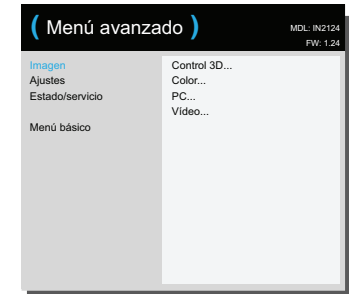 ( Menú avanzado )
MDL: IN2124
FW: 1.24
Imagen
Ajustes
Estado/servicio
Menú básico
Control 3D...
Color...
PC...
Vídeo...